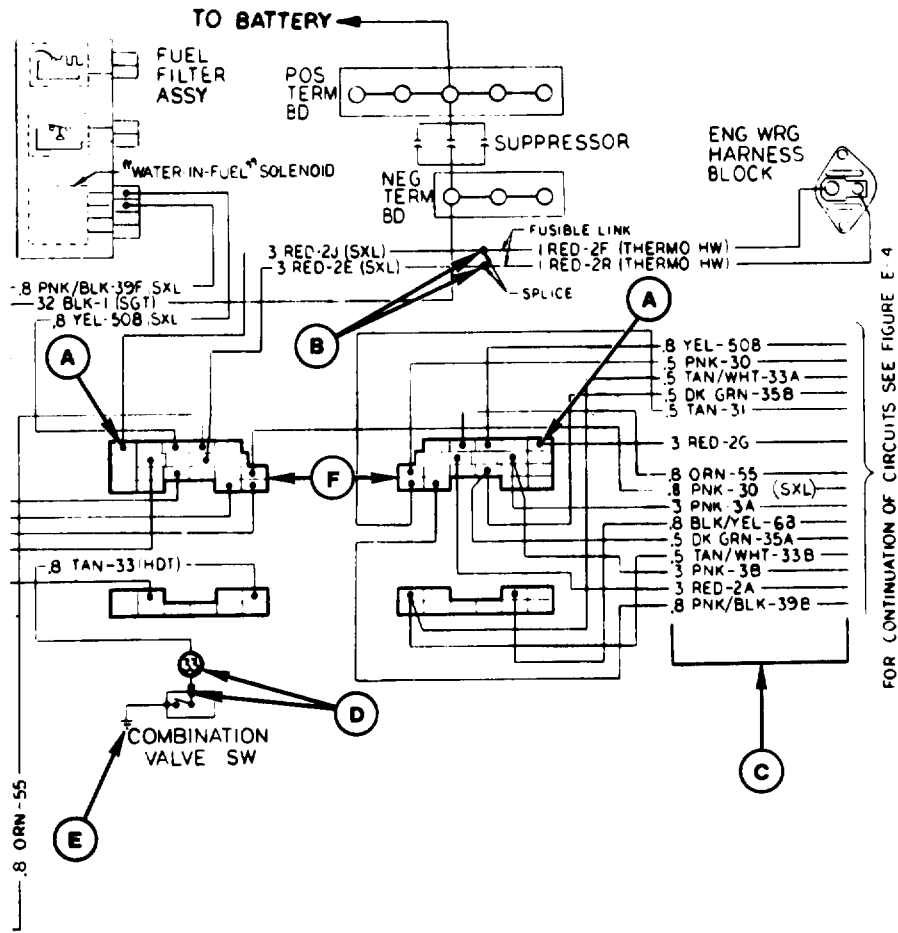 TO BATTERY
FUEL
FILTER
ASSY
POS
TERM
BD
SUPPRESSOR
ENG WRG
HARNESS
BLOCK
"WATER-IN-FUEL" SOLENOID
NEG
TERM
BD
FUSIBLE LINK
3 RED-2J (SXL)
1 RED-2F (THERMO HW)
3 RED-2E (SXL)
1 RED-2R (THERMO HW)
SPLICE
.8 PNK/BLK-39F SXL
32 BLK-1 (SGT)
.8 YEL-508 SXL
A
B
A
.8 YEL-508
.5 PNK-30
.5 TAN/WHT-33A
.5 DK GRN-35B
.5 TAN-31
3 RED-2G
F
.8 ORN-55
.8 PNK-30 (SXL)
3 PNK-3A
.8 BLK/YEL-68
.5 DK GRN-35A
.5 TAN/WHT-33B
3 PNK-3B
3 RED-2A
.8 PNK/BLK-39B
FOR CONTINUATION OF CIRCUITS SEE FIGURE E-4
.8 TAN-33 (HDT)
D
COMBINATION
VALVE SW
C
E
.8 ORN-55